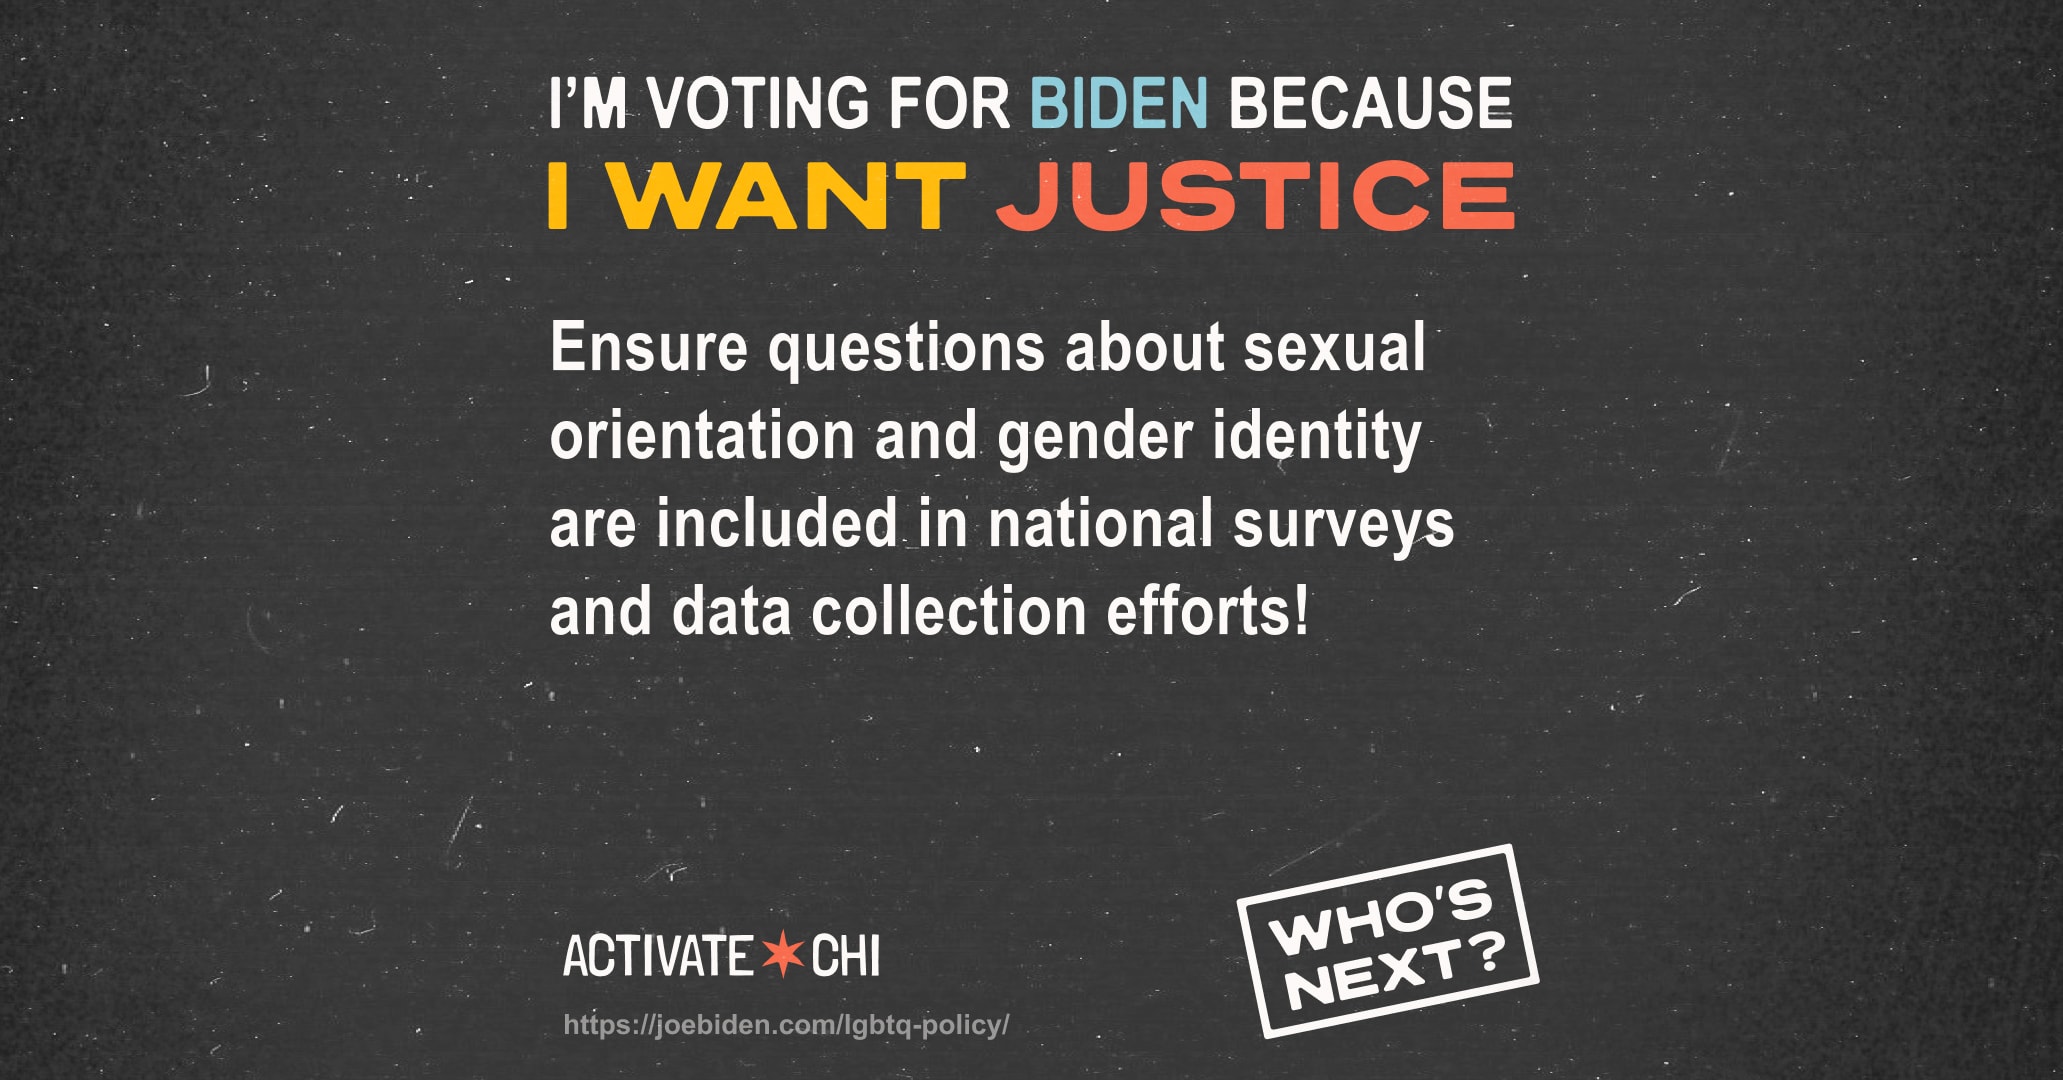 I'M VOTING FOR BIDEN BECAUSE
I WANT JUSTICE
Ensure questions about sexual
orientation and gender identity
are included in national surveys
and data collection efforts!
ACTIVATE CHI
https://joebiden.com/lgbtq-policy/
WHO'S
NEXT?